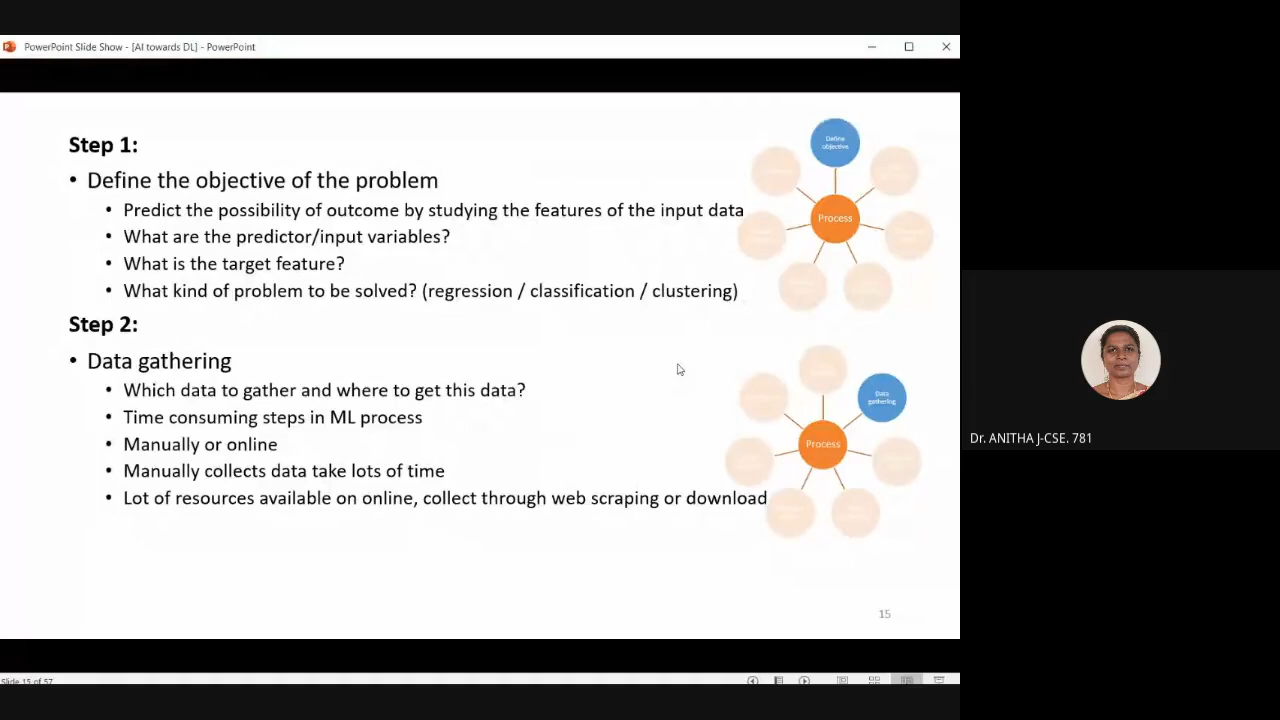 PowerPoint Slide Show - [AI towards DL] - PowerPoint
Step 1:
• Define the objective of the problem
• Predict the possibility of outcome by studying the features of the input data
• What are the predictor/input variables?
• What is the target feature?
• What kind of problem to be solved? (regression / classification / clustering)
Define
objective
Process
Step 2:
• Data gathering
• Which data to gather and where to get this data?
• Time consuming steps in ML process
• Manually or online
• Manually collects data take lots of time
• Lot of resources available on online, collect through web scraping or download
Data
gathering
Process
15
Slide 15 of 57
Dr. ANITHA J-CSE. 781